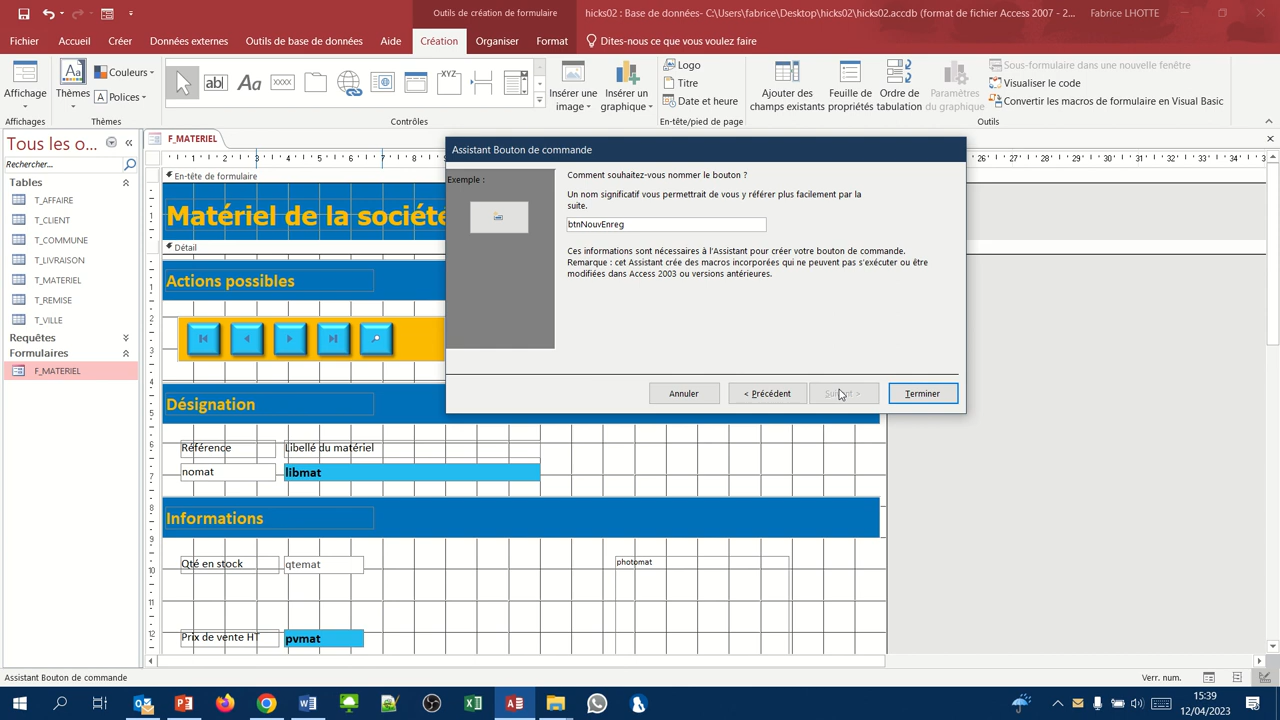 Outils de création de formulaire
hicks02 : Base de données- C:\Users\fabrice\Desktop\hicks02\hicks02.accdb (format de fichier Access 2007 - 2...
Fabrice LHOTTE
Fichier
Accueil
Créer
Données externes
Outils de base de données
Aide
Création
Organiser
Format
Dites-nous ce que vous voulez faire
Affichage
Thèmes
Couleurs
Polices
ab|
Aa
XXXX
XYZ
Insérer une image
Insérer un graphique
Logo
Titre
Date et heure
Ajouter des champs existants
Feuille de propriétés
Ordre de tabulation
Paramètres du graphique
Sous-formulaire dans une nouvelle fenêtre
Visualiser le code
Convertir les macros de formulaire en Visual Basic
Affichages
Thèmes
Contrôles
En-tête/pied de page
Outils
Tous les o...
Rechercher...
Tables
T_AFFAIRE
T_CLIENT
T_COMMUNE
T_LIVRAISON
T_MATERIEL
T_REMISE
T_VILLE
Requêtes
Formulaires
F_MATERIEL
F_MATERIEL
En-tête de formulaire
Matériel de la société
Détail
Actions possibles
Désignation
Référence
Libellé du matériel
nomat
libmat
Informations
Qté en stock
qtemat
photomat
Prix de vente HT
pvmat
Assistant Bouton de commande
Exemple :
Comment souhaitez-vous nommer le bouton ?
Un nom significatif vous permettrait de vous y référer plus facilement par la
suite.
btnNouvEnreg
Ces informations sont nécessaires à l'Assistant pour créer votre bouton de commande.
Remarque : cet Assistant crée des macros incorporées qui ne peuvent pas s'exécuter ou être
modifiées dans Access 2003 ou versions antérieures.
Annuler
< Précédent
Terminer
Assistant Bouton de commande
Verr. num.
15:39
12/04/2023